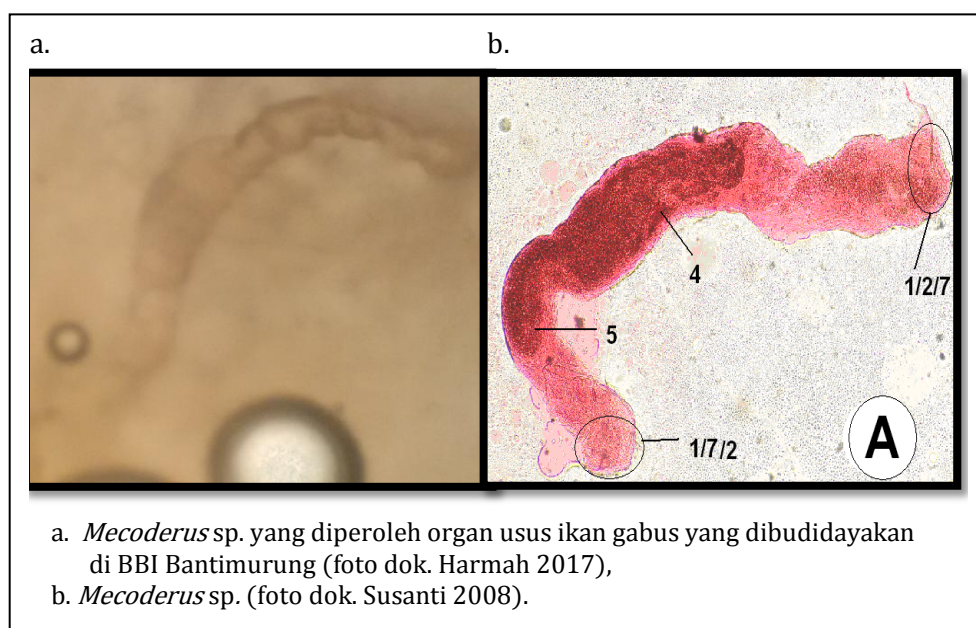 a.
b.
4
5
1/2/7
1/7/2
A
a. Mecoderus sp. yang diperoleh organ usus ikan gabus yang dibudidayakan
di BBI Bantimurung (foto dok. Harmah 2017),
b. Mecoderus sp. (foto dok. Susanti 2008).